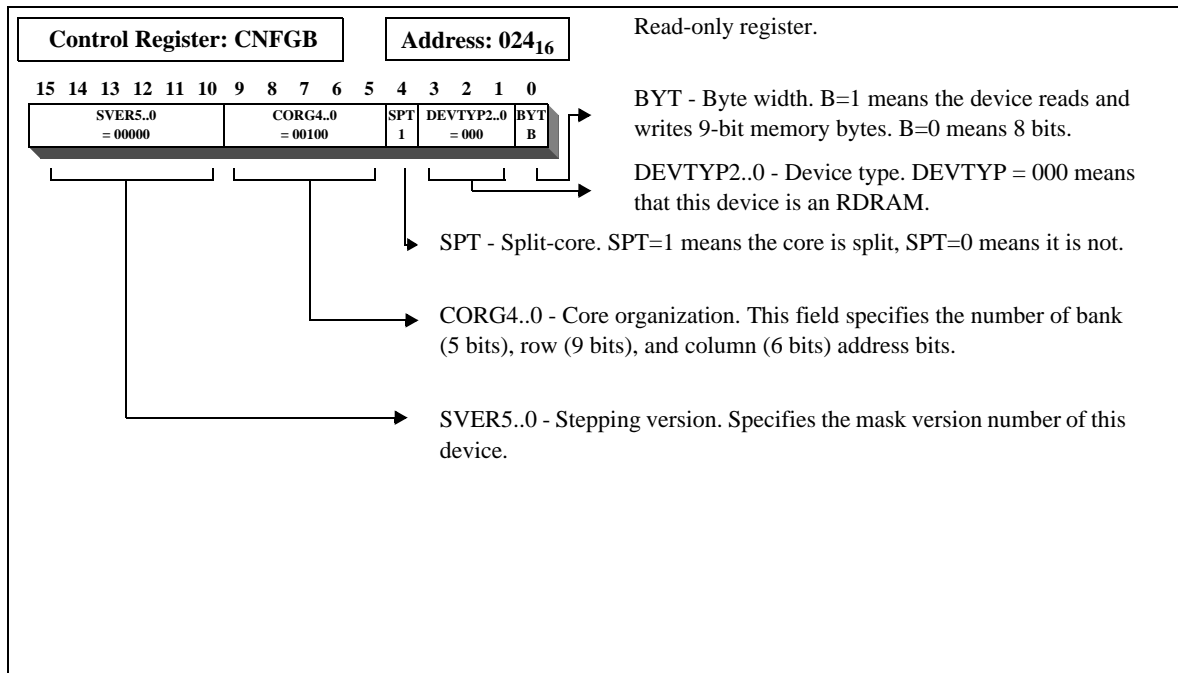 Control Register: CNFGB
Address: 024₁₆
Read-only register.
15 14 13 12 11 10 9 8 7 6 5 4 3 2 1 0
SVER5..0 CORG4..0 SPT DEVTYP2..0 BYT
= 00000 = 00100 1 = 000 B
BYT - Byte width. B=1 means the device reads and
writes 9-bit memory bytes. B=0 means 8 bits.
DEVTYP2..0 - Device type. DEVTYP = 000 means
that this device is an RDRAM.
SPT - Split-core. SPT=1 means the core is split, SPT=0 means it is not.
CORG4..0 - Core organization. This field specifies the number of bank
(5 bits), row (9 bits), and column (6 bits) address bits.
SVER5..0 - Stepping version. Specifies the mask version number of this
device.